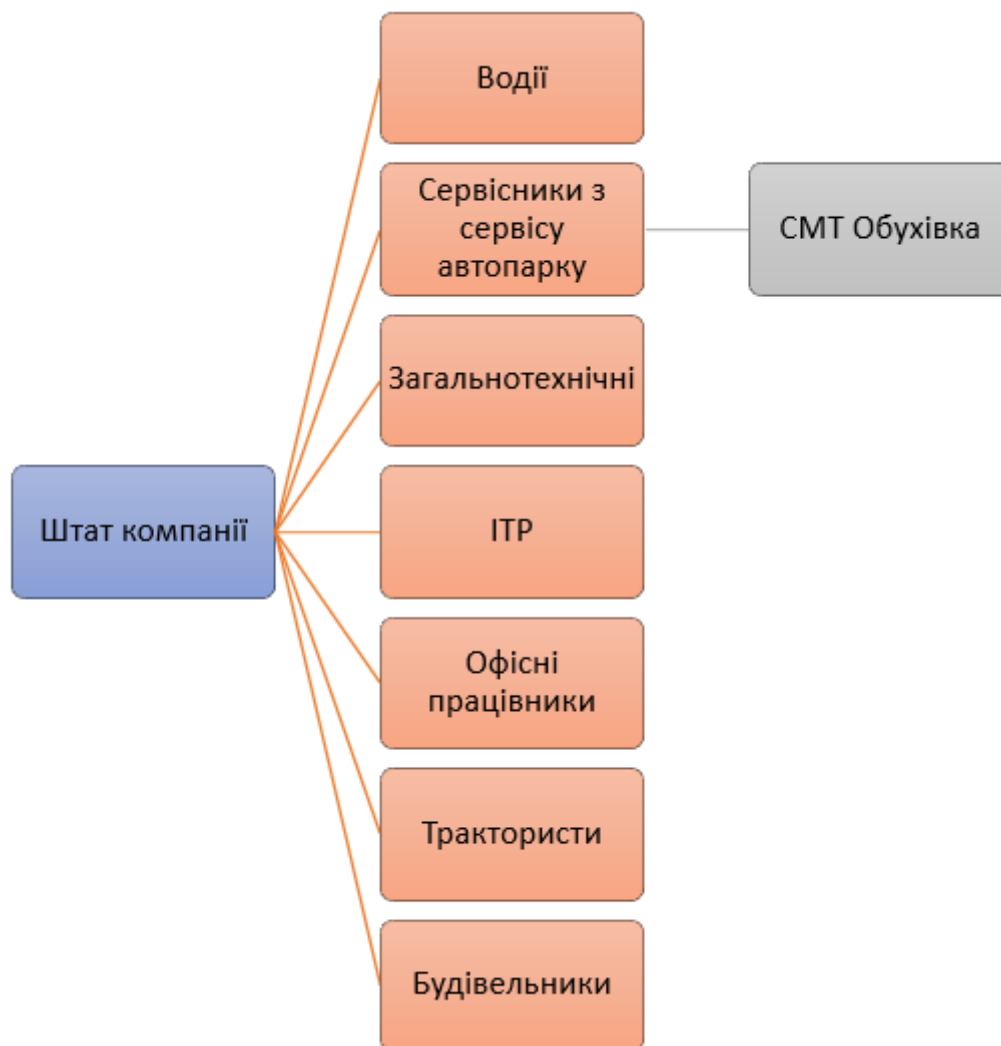 Водії
Сервісники з
сервісу
автопарку
СМТ Обухівка
Загальнотехнічні
Штат компанії
ІТР
Офісні
працівники
Трактористи
Будівельники